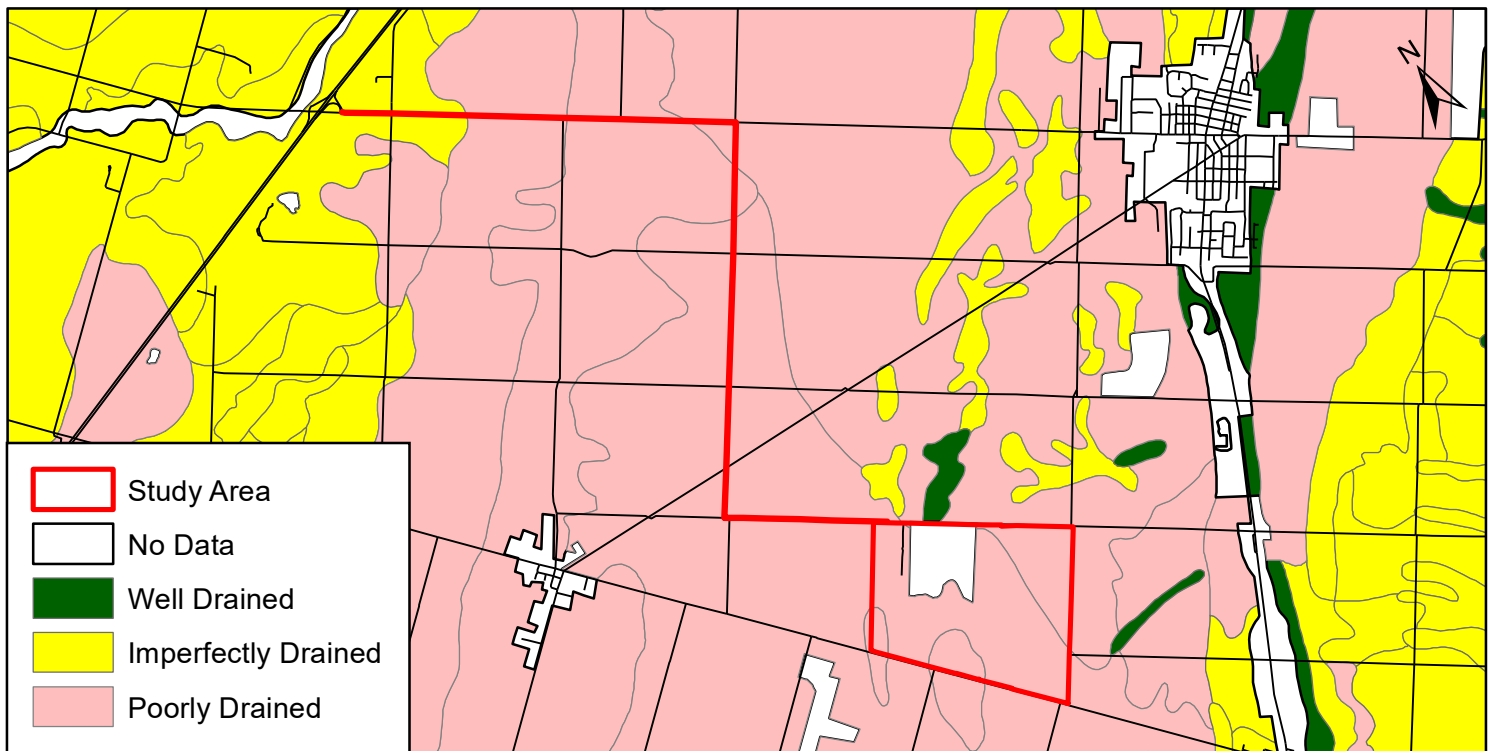 N
Study Area
No Data
Well Drained
Imperfectly Drained
Poorly Drained